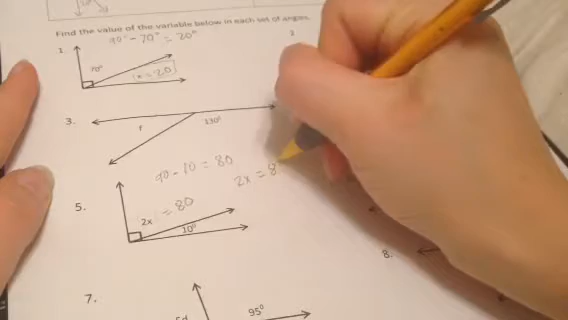 Find the value of the variable below in each set of angles.
90° - 70° = 20°
1.
70°
x = 20
3.
130°
90 - 10 = 80
2x = 8
5.
2x = 80
10°
8.
7.
95°